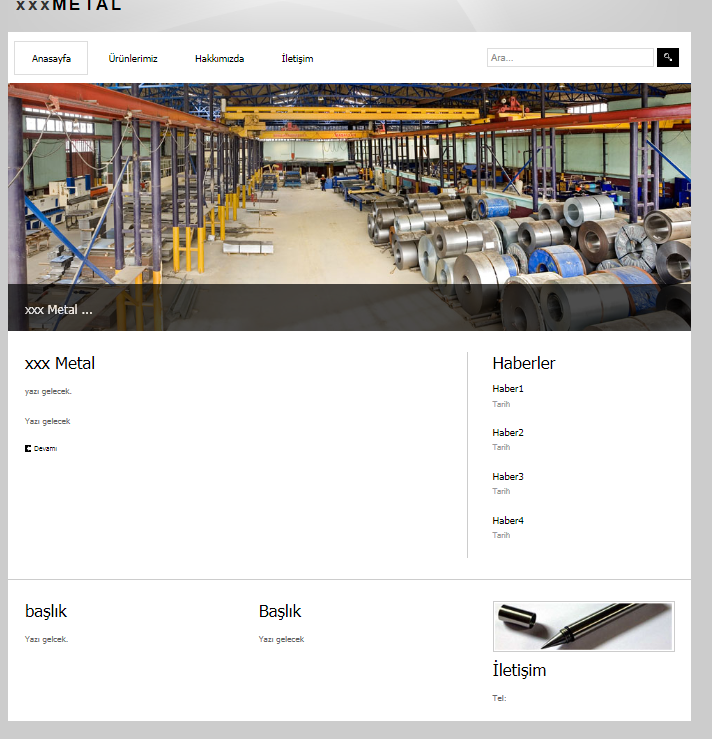 xxxMETAL
Anasayfa Ürünlerimiz Hakkımızda İletişim Ara...
xxx Metal ...
xxx Metal
yazı gelecek.
Yazı gelecek
Devamı
Haberler
Haber1
Tarih
Haber2
Tarih
Haber3
Tarih
Haber4
Tarih
başlık
Yazı gelcek.
Başlık
Yazı gelecek
İletişim
Tel: